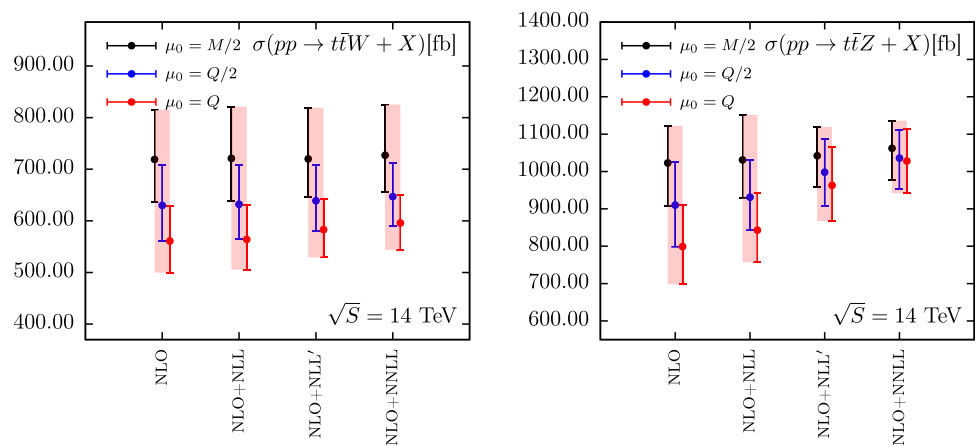 μ₀ = M/2 σ(pp → tt̄W + X)[fb]
μ₀ = Q/2
μ₀ = Q
900.00
800.00
700.00
600.00
500.00
400.00
√S = 14 TeV
NLO
NLO+NLL
NLO+NLL′
NLO+NNLL′
μ₀ = M/2 σ(pp → tt̄Z + X)[fb]
μ₀ = Q/2
μ₀ = Q
1400.00
1300.00
1200.00
1100.00
1000.00
900.00
800.00
700.00
600.00
√S = 14 TeV
NLO
NLO+NLL
NLO+NLL′
NLO+NNLL